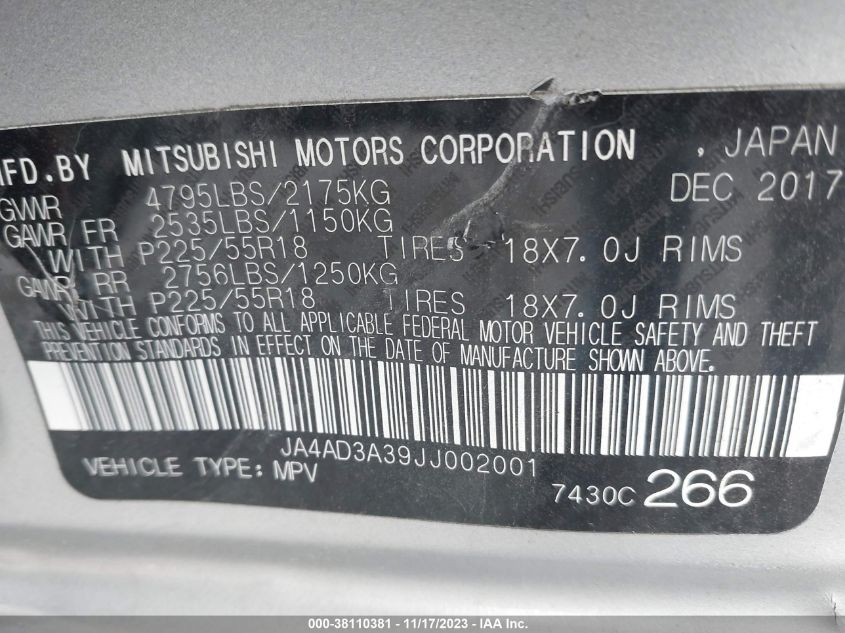 MFD.BY MITSUBISHI MOTORS CORPORATION , JAPAN
GVWR 4795LBS/2175KG DEC 2017
GAWR FR 2535LBS/1150KG
WITH P225/55R18 TIRES 18X7.0J RIMS
GAWR RR 2756LBS/1250KG
WITH P225/55R18 TIRES 18X7.0J RIMS
THIS VEHICLE CONFORMS TO ALL APPLICABLE FEDERAL MOTOR VEHICLE SAFETY AND THEFT
PREVENTION STANDARDS IN EFFECT ON THE DATE OF MANUFACTURE SHOWN ABOVE.
JA4AD3A39JJ002001
VEHICLE TYPE: MPV
7430C 266
000-38110381 - 11/17/2023 - IAA Inc.